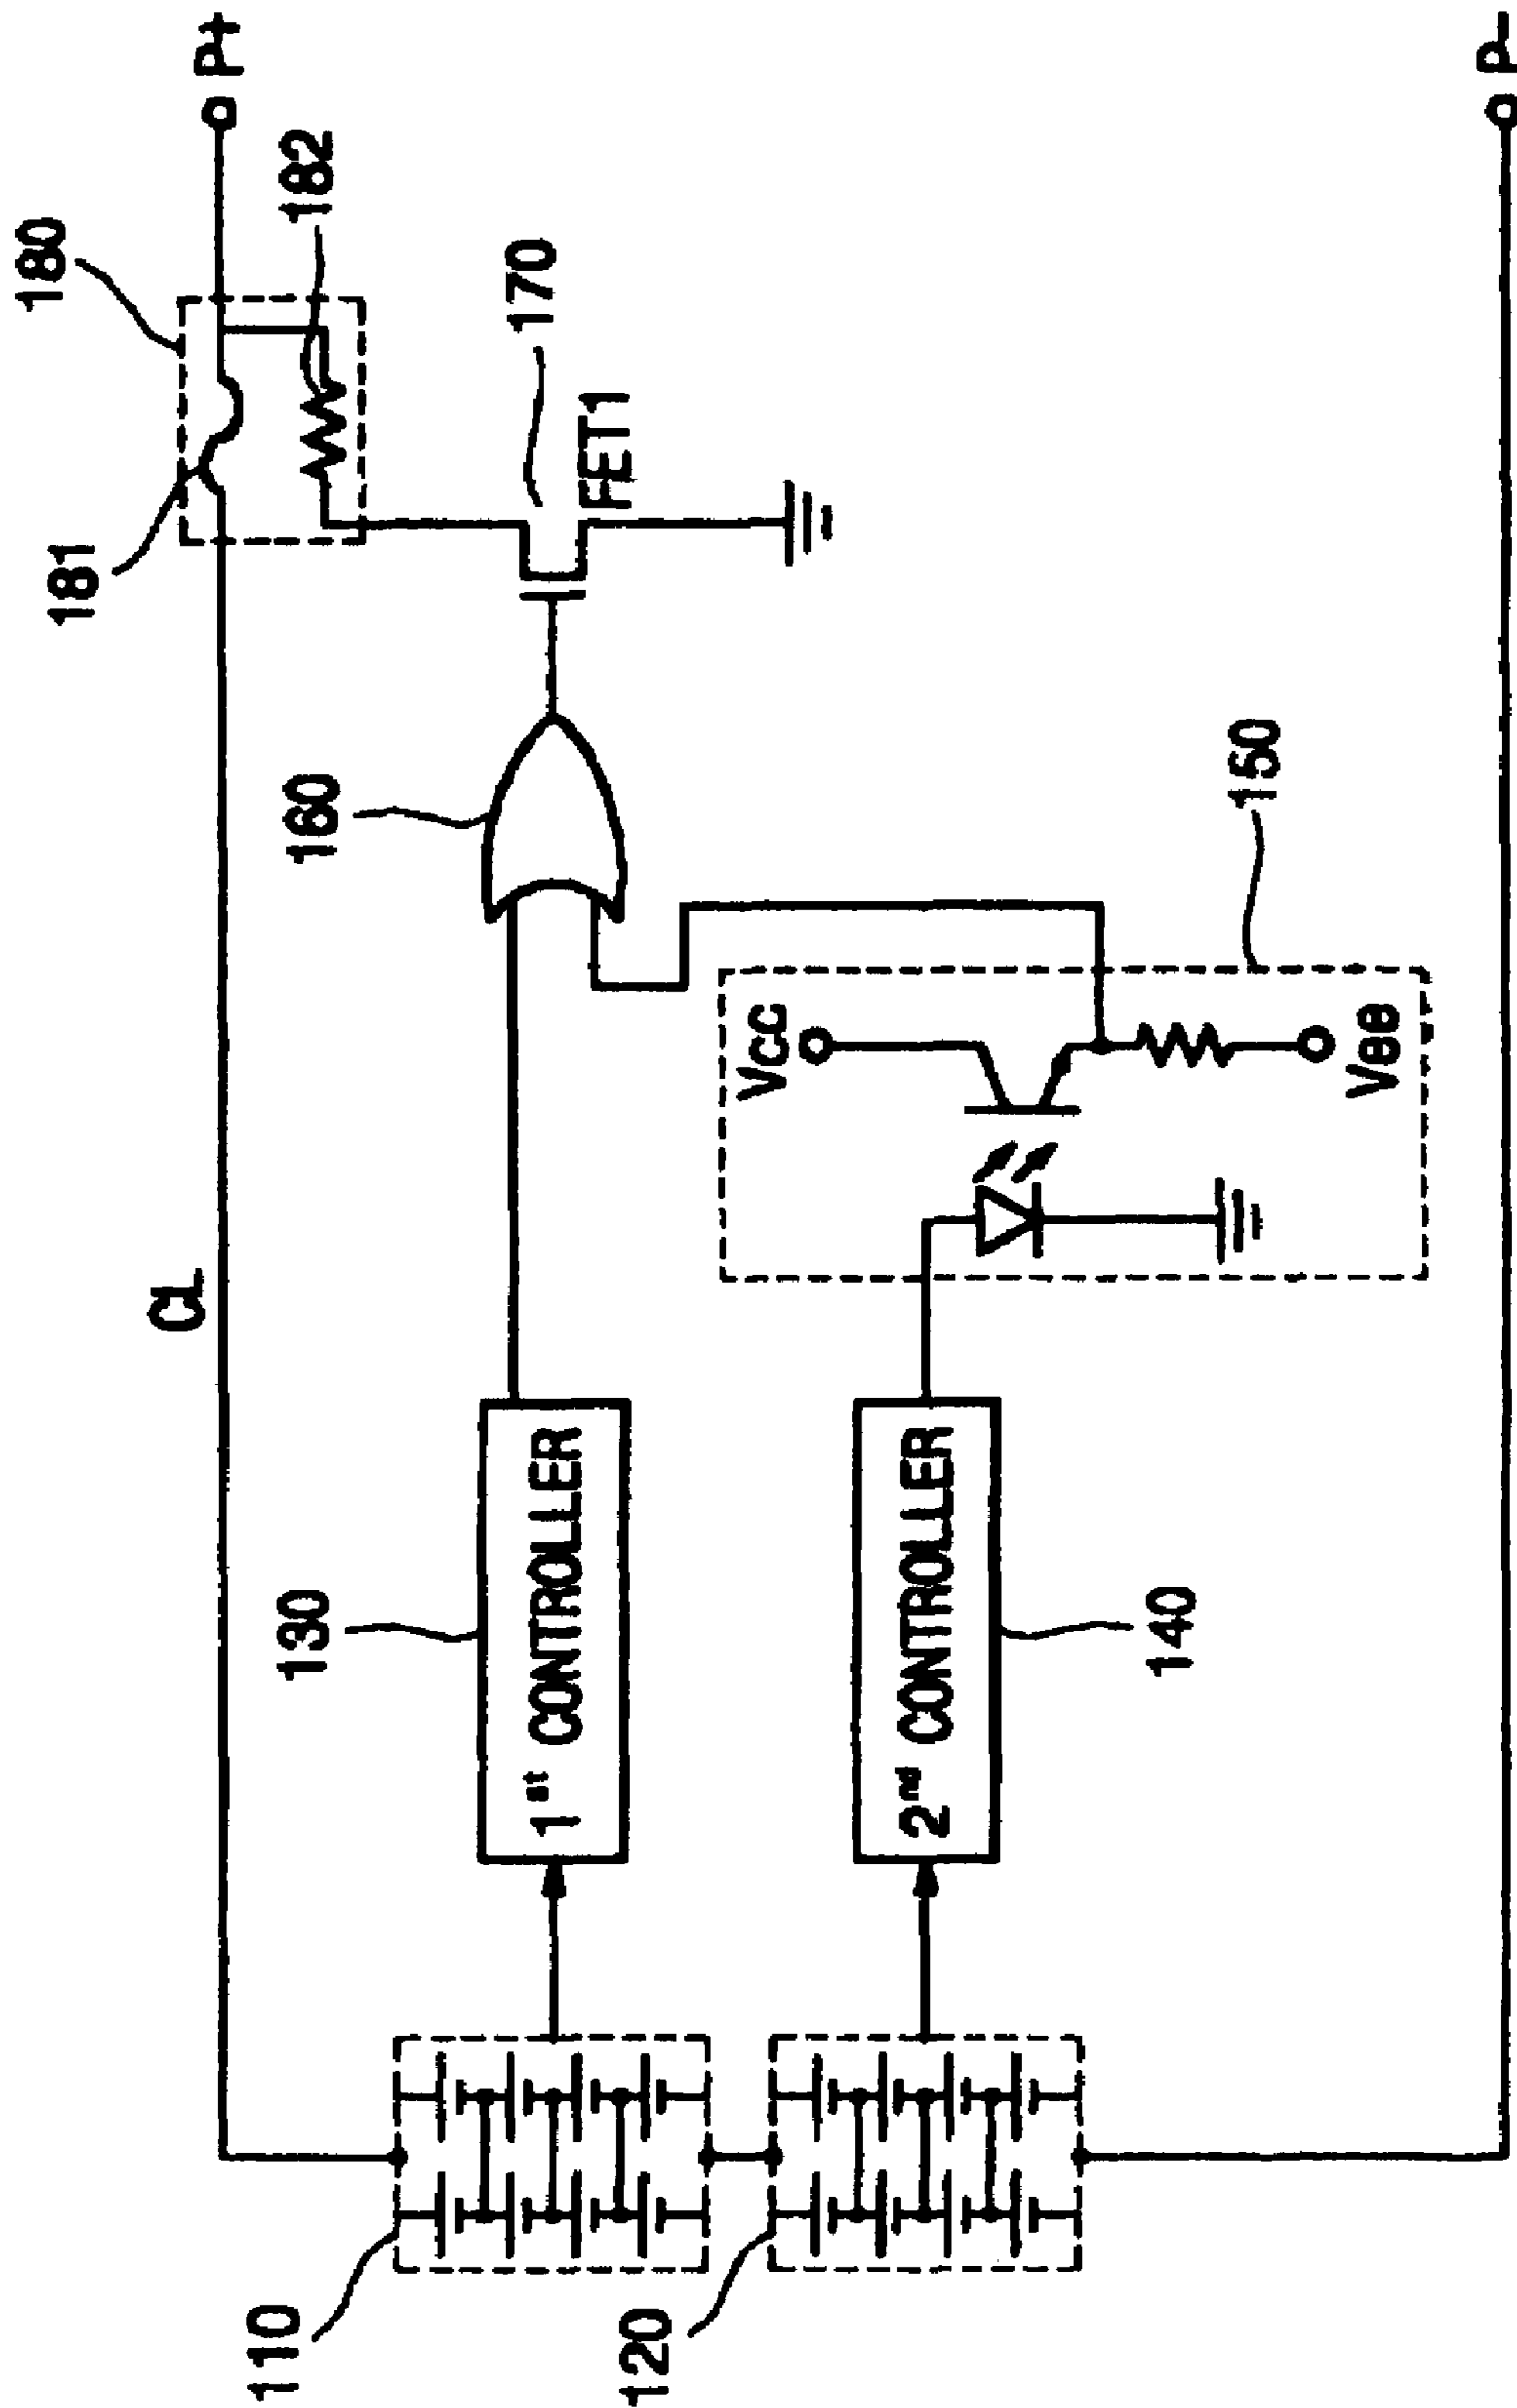 180
P+
181
182
CL
170
FET1
160
130
1st CONTROLLER
110
150
VCC
Vee
2nd CONTROLLER
140
120
P-